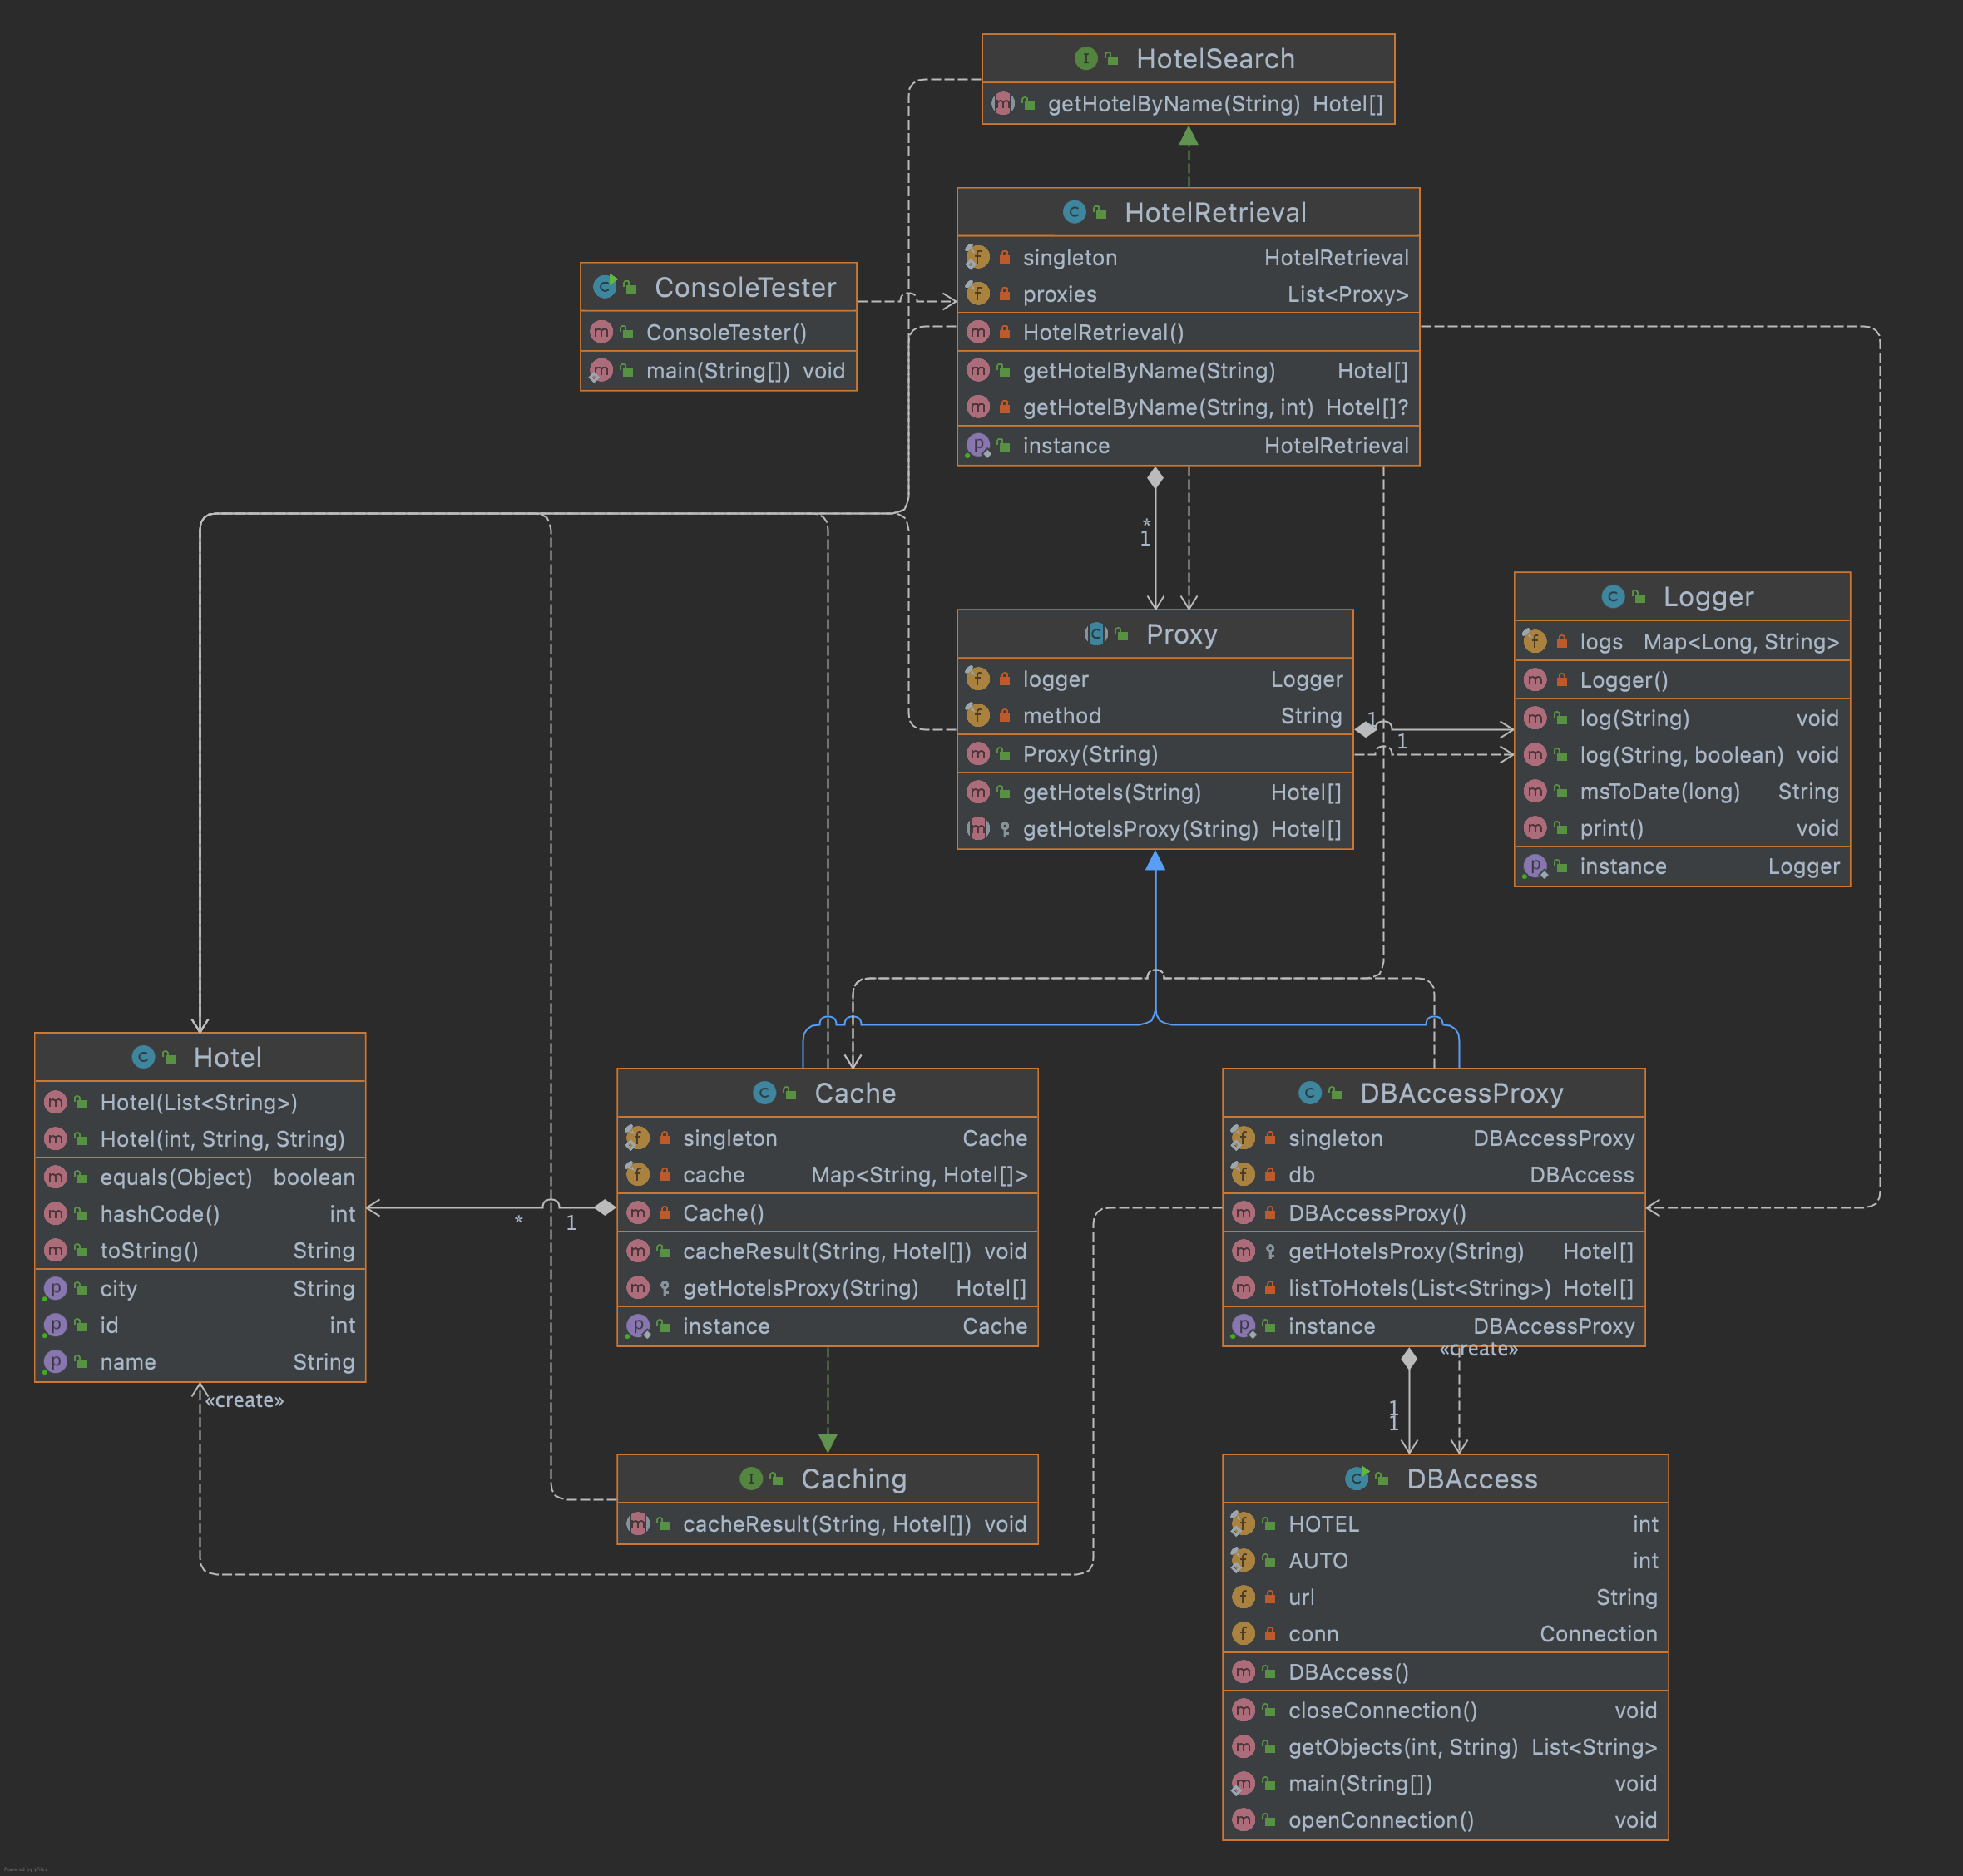 HotelSearch
getHotelByName(String) Hotel[]
HotelRetrieval
singleton HotelRetrieval
proxies List<Proxy>
HotelRetrieval()
getHotelByName(String) Hotel[]
getHotelByName(String, int) Hotel[]?
instance HotelRetrieval
ConsoleTester
ConsoleTester()
main(String[]) void
*
1
Proxy
logger Logger
method String
Proxy(String)
getHotels(String) Hotel[]
getHotelsProxy(String) Hotel[]
1
1
Logger
logs Map<Long, String>
Logger()
log(String) void
log(String, boolean) void
msToDate(long) String
print() void
instance Logger
Hotel
Hotel(List<String>)
Hotel(int, String, String)
equals(Object) boolean
hashCode() int
toString() String
city String
id int
name String
«create»
* 1
Cache
singleton Cache
cache Map<String, Hotel[]>
Cache()
cacheResult(String, Hotel[]) void
getHotelsProxy(String) Hotel[]
instance Cache
DBAccessProxy
singleton DBAccessProxy
db DBAccess
DBAccessProxy()
getHotelsProxy(String) Hotel[]
listToHotels(List<String>) Hotel[]
instance DBAccessProxy
«create»
1
1
Caching
cacheResult(String, Hotel[]) void
DBAccess
HOTEL int
AUTO int
url String
conn Connection
DBAccess()
closeConnection() void
getObjects(int, String) List<String>
main(String[]) void
openConnection() void
Powered by yFiles